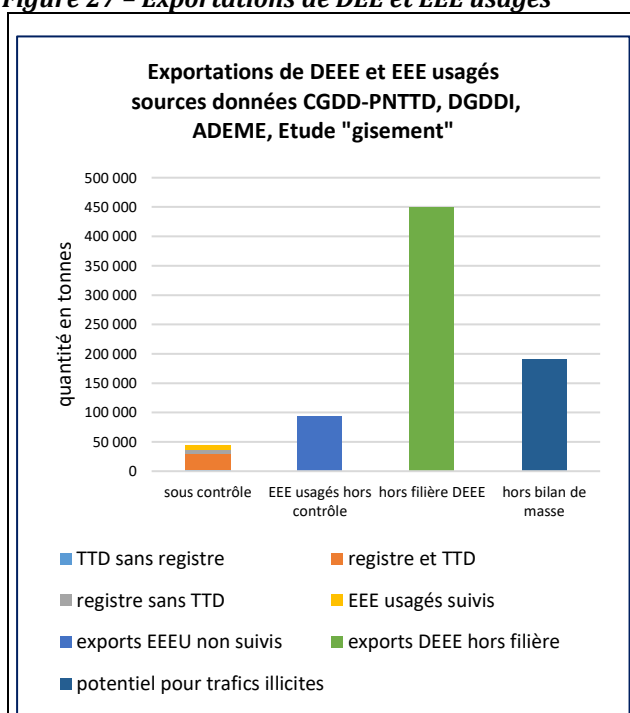 Figure 27 – Exportations de DEE et EEE usagés
Exportations de DEEE et EEE usagés
sources données CGDD-PNTTD, DGDDI,
ADEME, Etude "gisement"
quantité en tonnes
500 000
450 000
400 000
350 000
300 000
250 000
200 000
150 000
100 000
50 000
0
sous contrôle
EEE usagés hors
contrôle
hors filière DEEE
hors bilan de
masse
TTD sans registre
registre et TTD
registre sans TTD
EEE usagés suivis
exports EEEU non suivis
exports DEEE hors filière
potentiel pour trafics illicites